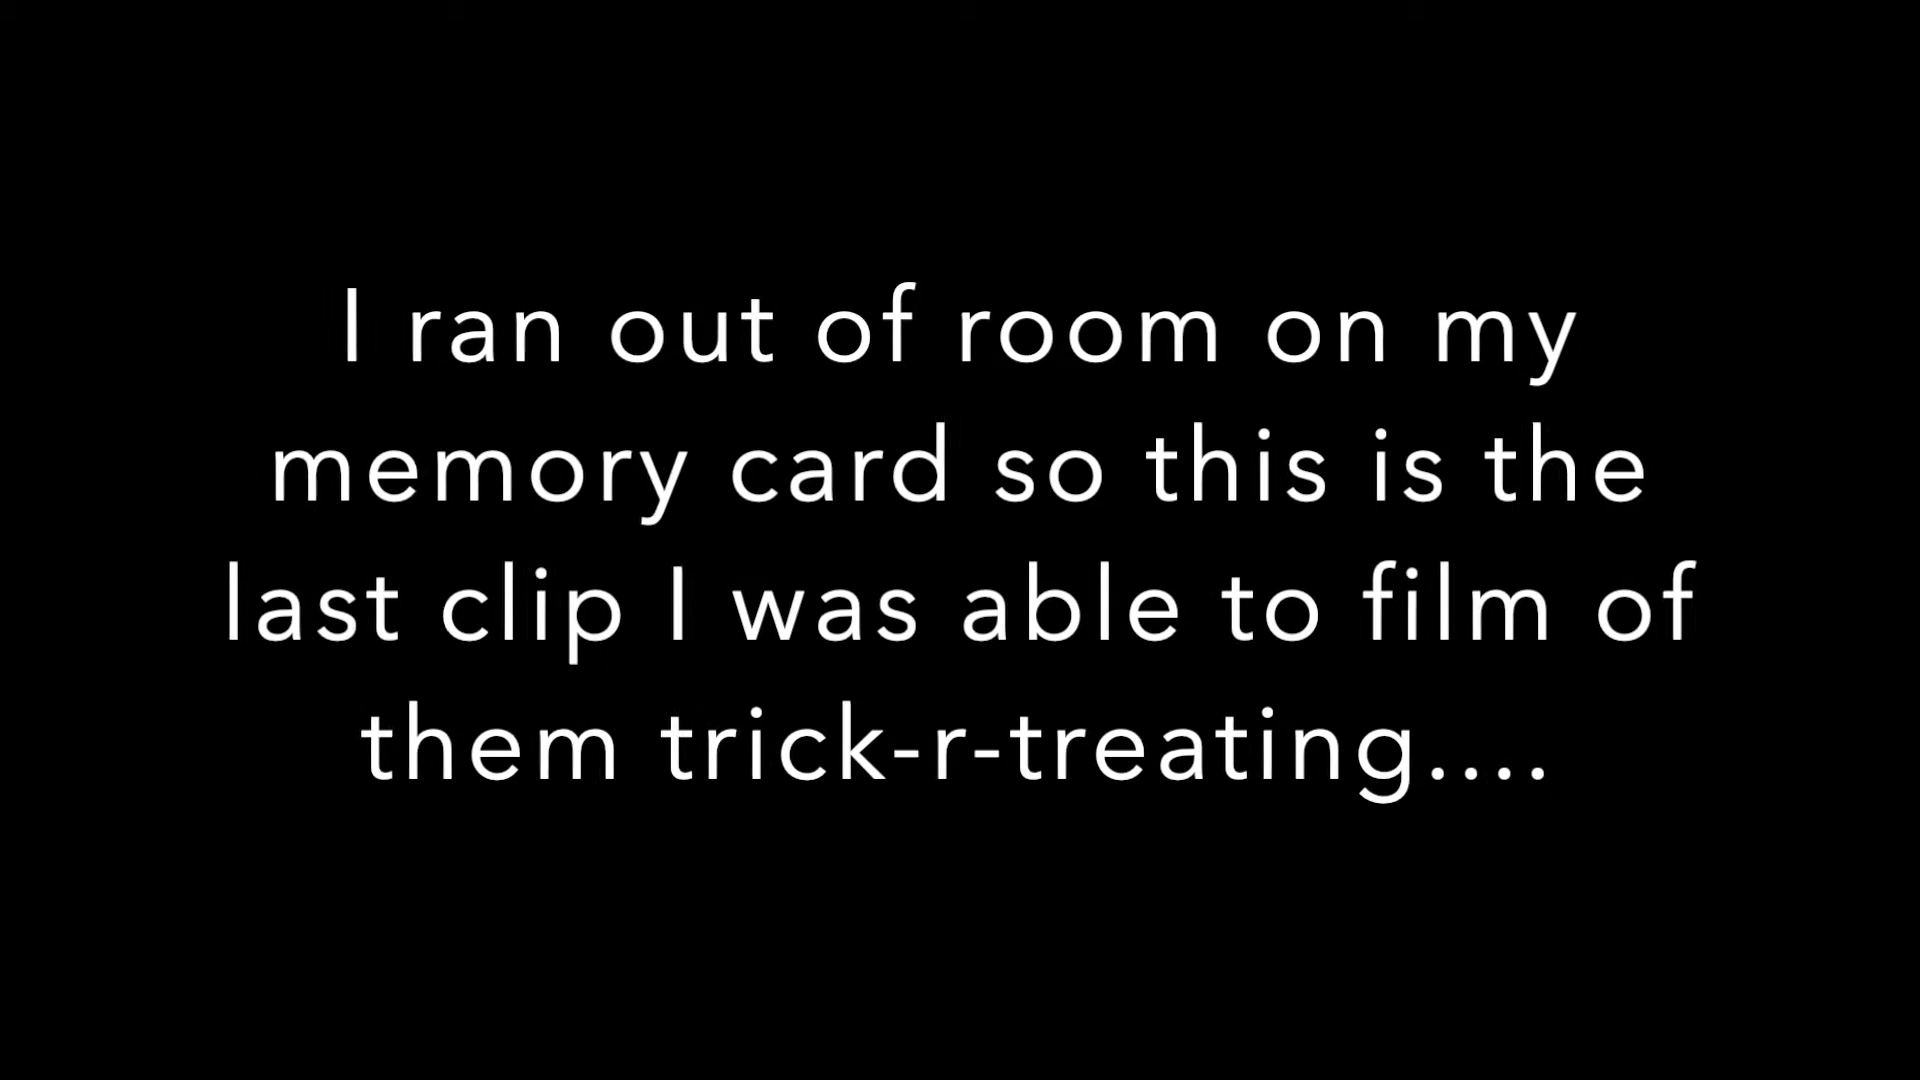 I ran out of room on my
memory card so this is the
last clip I was able to film of
them trick-r-treating....